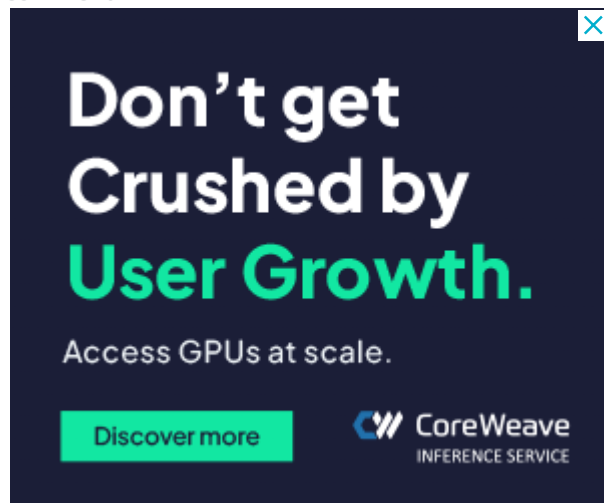 Don’t get
Crushed by
User Growth.
Access GPUs at scale.
Discover more
CoreWeave
INFERENCE SERVICE